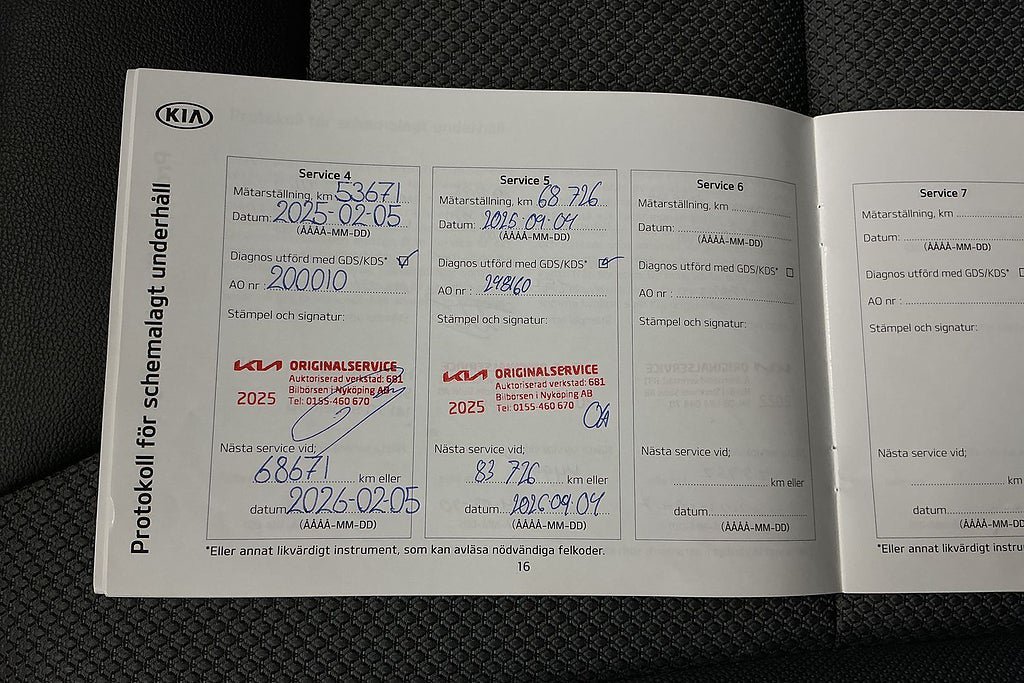 KIA
Protokoll för schemalagt underhåll
Service 4
Mätarställning, km 53671
Datum: 2025-02-05
(ÅÅÅÅ-MM-DD)
Diagnos utförd med GDS/KDS*
AO nr : 200010
Stämpel och signatur:
KIA ORIGINALSERVICE
Auktoriserad verkstad: 681
Bilbörsen i Nyköping AB
2025 Tel: 0155-460 670
Nästa service vid;
68671 km eller
datum 2026-02-05
(ÅÅÅÅ-MM-DD)
Service 5
Mätarställning, km 68 726
Datum: 2026-09-04
(ÅÅÅÅ-MM-DD)
Diagnos utförd med GDS/KDS*
AO nr :
Stämpel och signatur:
KIA ORIGINALSERVICE
Auktoriserad verkstad: 681
Bilbörsen i Nyköping AB
2025 Tel: 0155-460 670
Nästa service vid;
83 726 km eller
datum 2026-09-04
(ÅÅÅÅ-MM-DD)
Service 6
Mätarställning, km
Datum:
(ÅÅÅÅ-MM-DD)
Diagnos utförd med GDS/KDS*
AO nr :
Stämpel och signatur:
Nästa service vid;
km eller
datum
(ÅÅÅÅ-MM-DD)
*Eller annat likvärdigt instrument, som kan avläsa nödvändiga felkoder.
16
Service 7
Mätarställning, km
Datum:
(ÅÅÅÅ-MM-DD)
Diagnos utförd med GDS/KDS*
AO nr :
Stämpel och signatur:
Nästa service vid;
km
datum
(ÅÅÅÅ-MM-DD)
*Eller annat likvärdigt instru